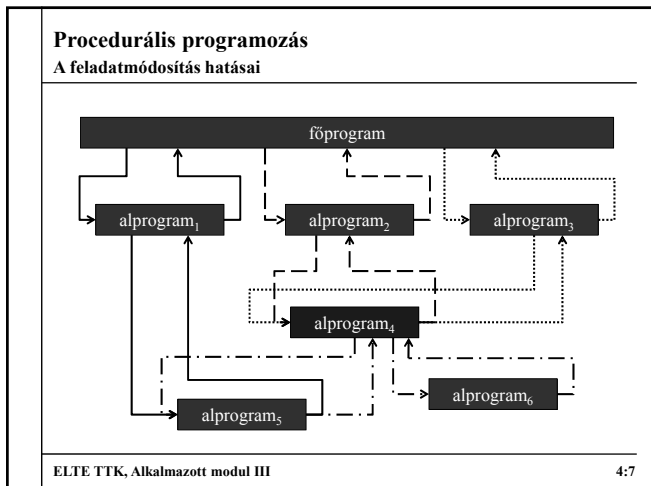 Procedurális programozás
A feladatmódosítás hatásai
főprogram
alprogram₁
alprogram₂
alprogram₃
alprogram₄
alprogram₅
alprogram₆
ELTE TTK, Alkalmazott modul III
4:7